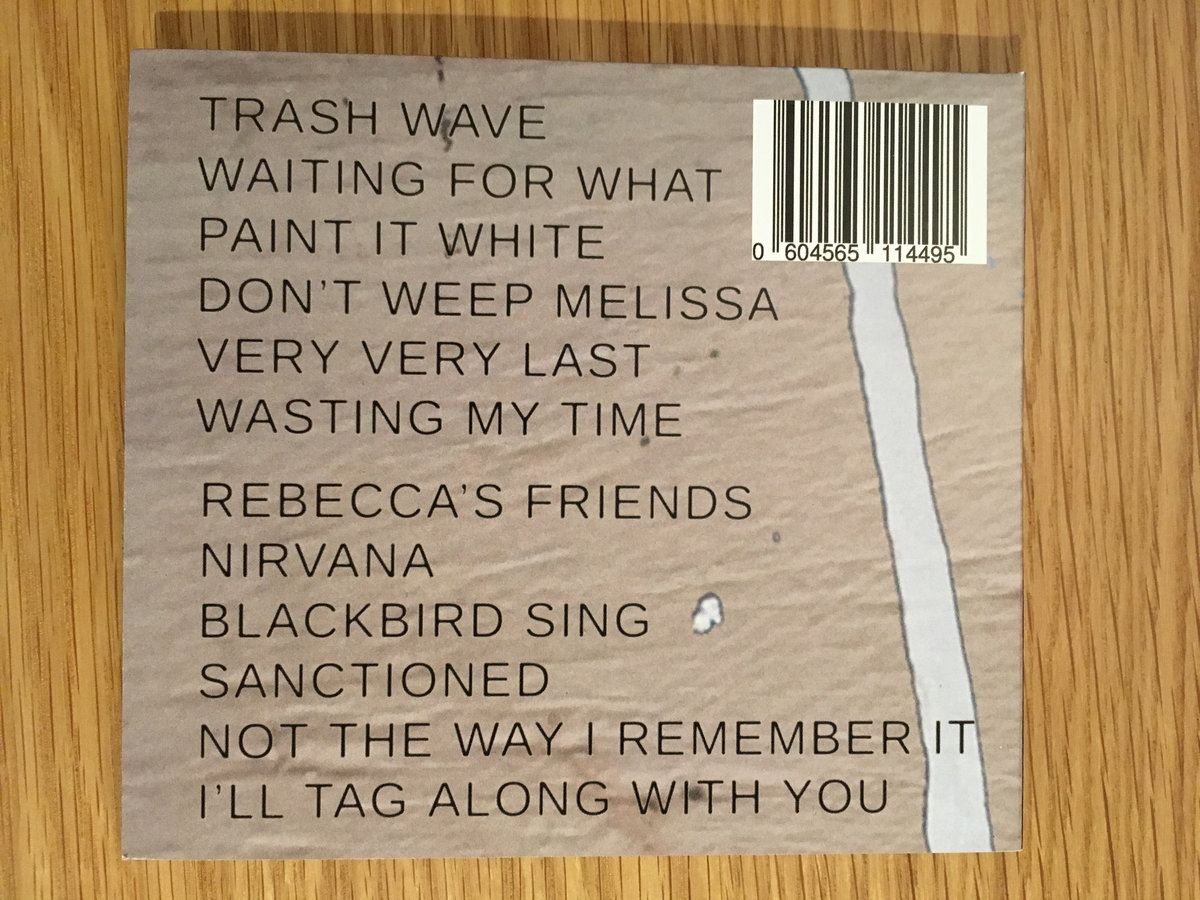 TRASH WAVE
WAITING FOR WHAT
PAINT IT WHITE
DON'T WEEP MELISSA
VERY VERY LAST
WASTING MY TIME
REBECCA'S FRIENDS
NIRVANA
BLACKBIRD SING
SANCTIONED
NOT THE WAY I REMEMBER IT
I'LL TAG ALONG WITH YOU
0 604565 114495